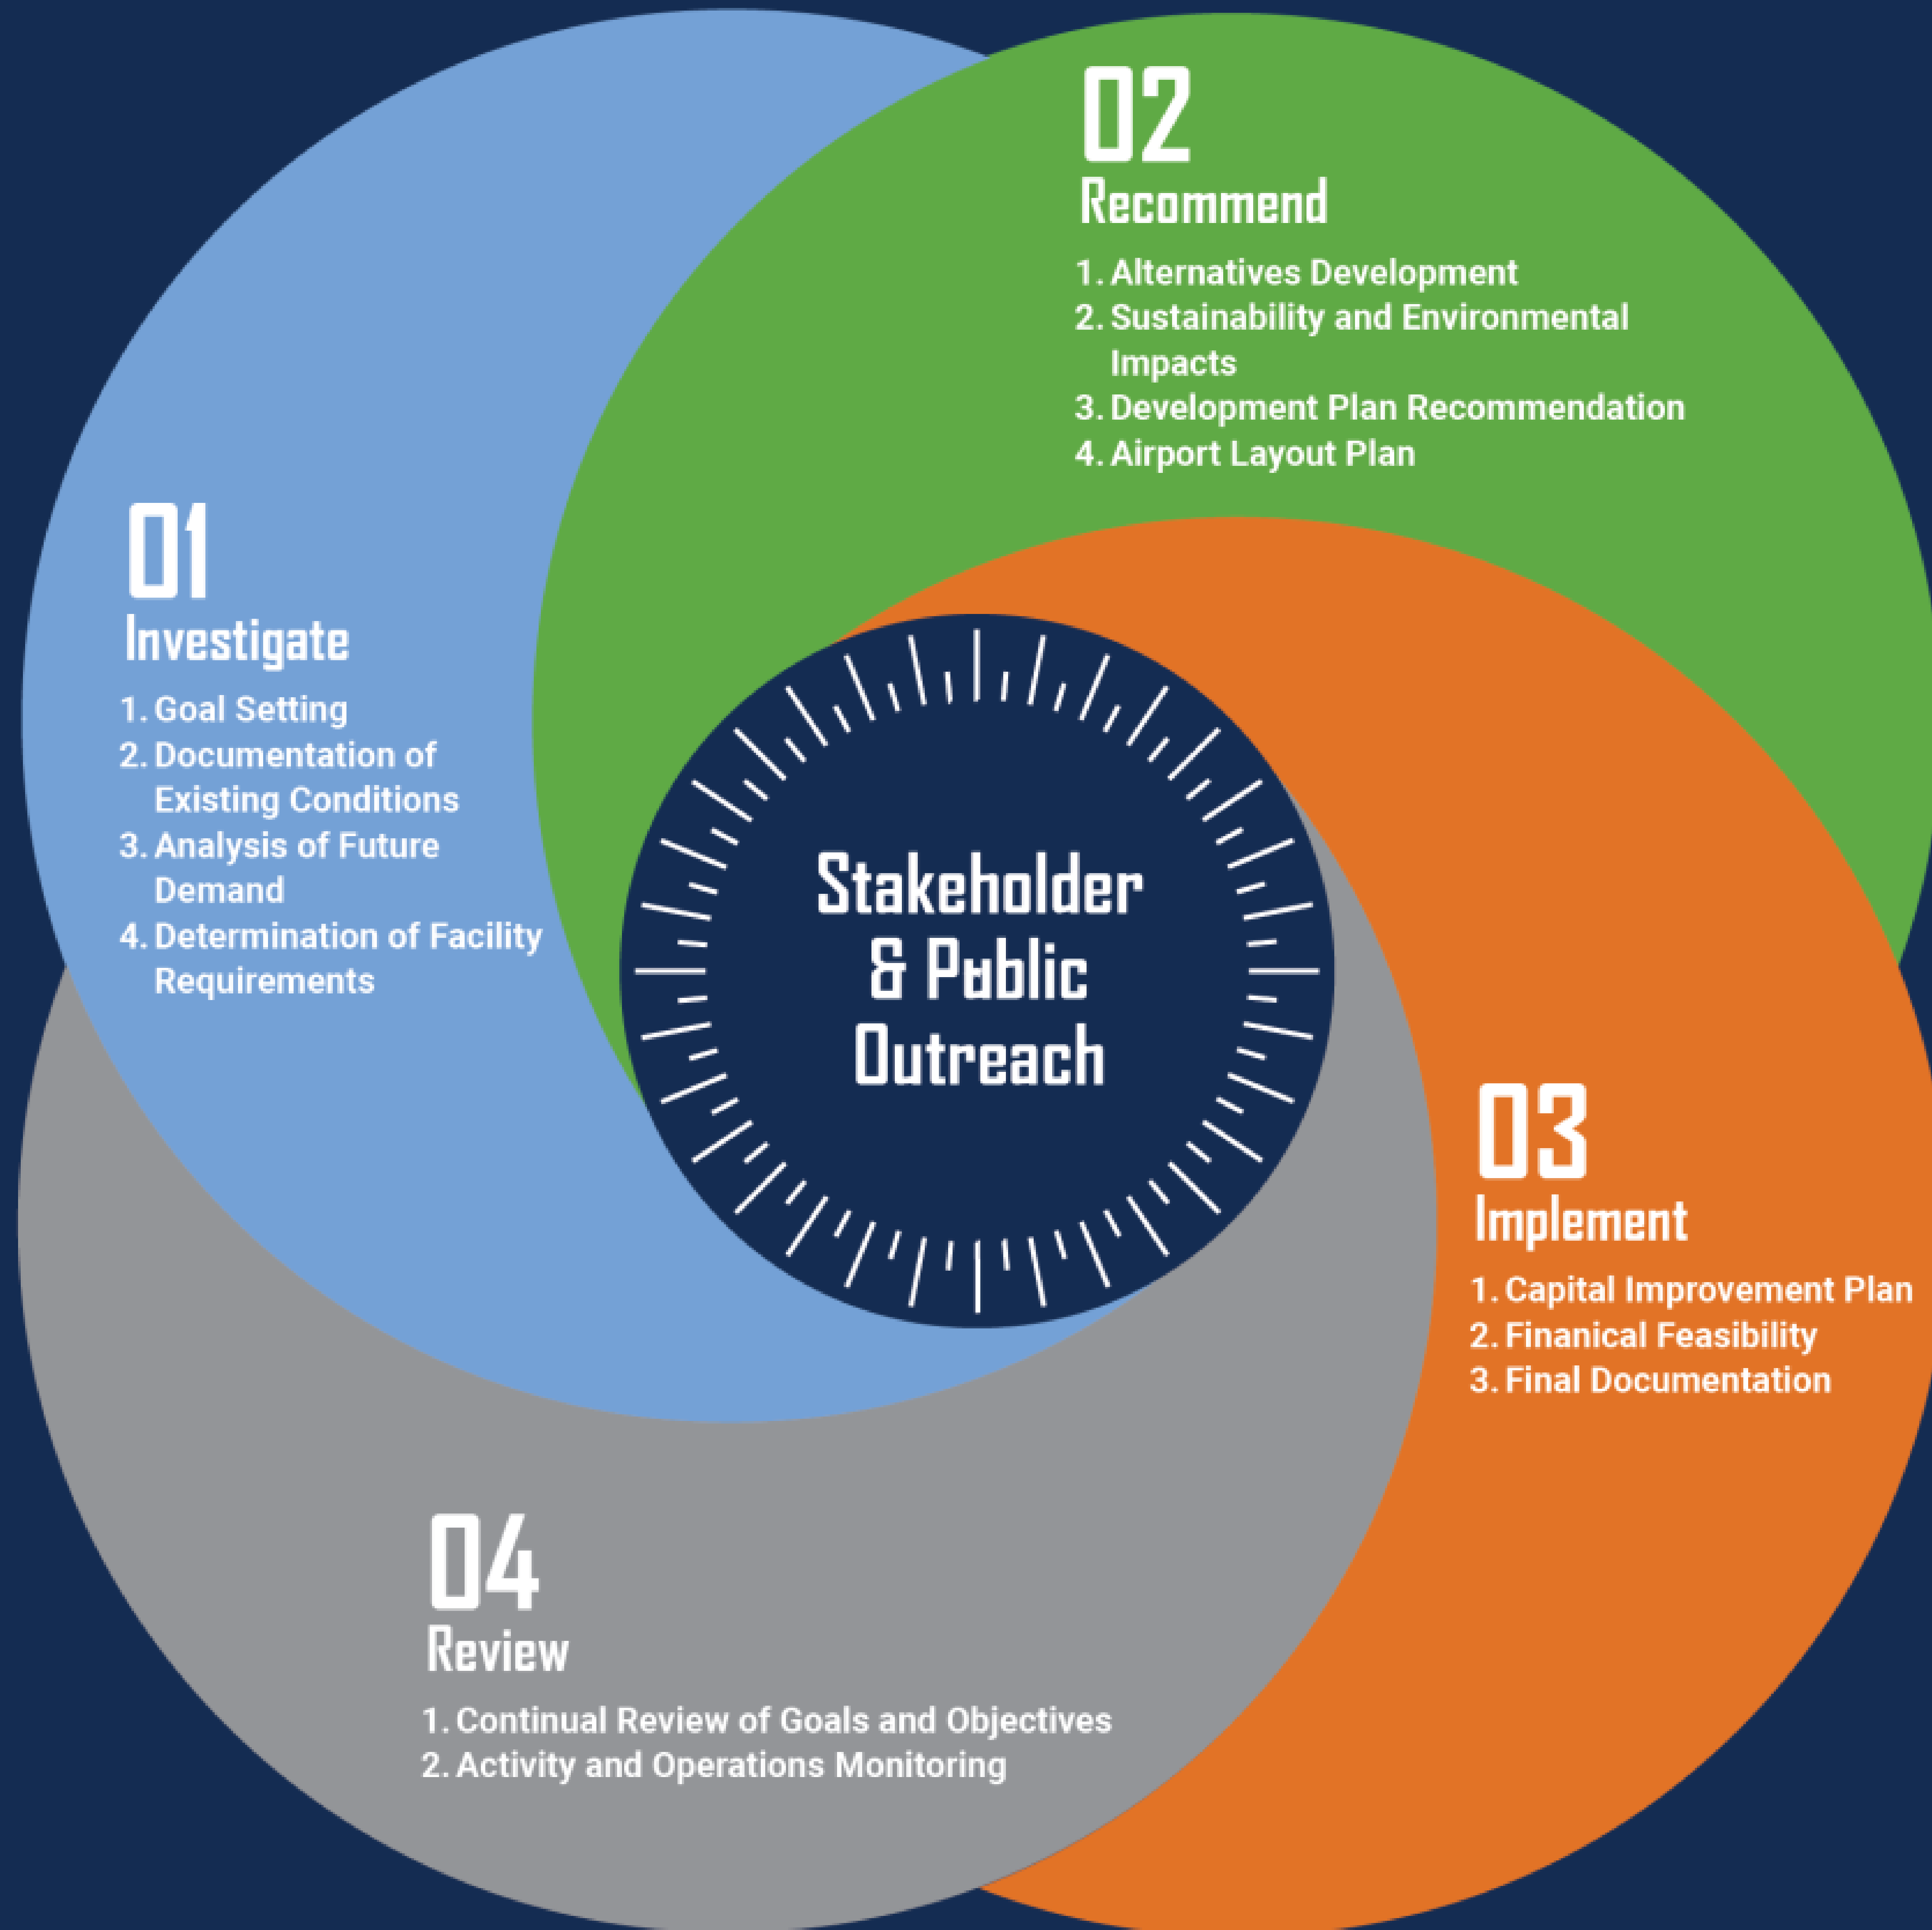 01
Investigate
1. Goal Setting
2. Documentation of
Existing Conditions
3. Analysis of Future
Demand
4. Determination of Facility
Requirements
02
Recommend
1. Alternatives Development
2. Sustainability and Environmental
Impacts
3. Development Plan Recommendation
4. Airport Layout Plan
Stakeholder
& Public
Outreach
03
Implement
1. Capital Improvement Plan
2. Finanical Feasibility
3. Final Documentation
04
Review
1. Continual Review of Goals and Objectives
2. Activity and Operations Monitoring